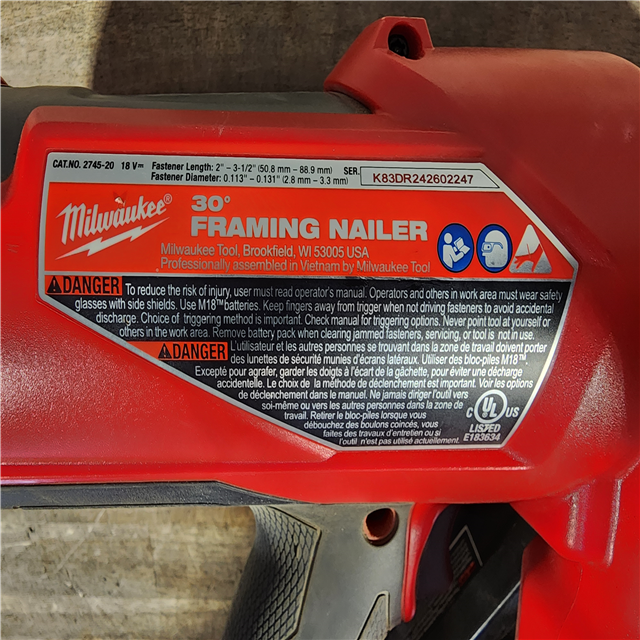 CAT.NO. 2745-20 18 V⎓ Fastener Length: 2" – 3-1/2" (50.8 mm – 88.9 mm) SER.
Fastener Diameter: 0.113" – 0.131" (2.8 mm – 3.3 mm)
K83DR242602247
Milwaukee®
30°
FRAMING NAILER
Milwaukee Tool, Brookfield, WI 53005 USA
Professionally assembled in Vietnam by Milwaukee Tool
DANGER To reduce the risk of injury, user must read operator's manual. Operators and others in work area must wear safety
glasses with side shields. Use M18™ batteries. Keep fingers away from trigger when not driving fasteners to avoid accidental
discharge. Choice of triggering method is important. Check manual for triggering options. Never point tool at yourself or
others in the work area. Remove battery pack when clearing jammed fasteners, servicing, or tool is not in use.
DANGER L'utilisateur et les autres personnes se trouvant dans la zone de travail doivent porter
des lunettes de sécurité munies d'écrans latéraux. Utiliser des bloc-piles M18™.
Excepté pour agrafer, garder les doigts à l'écart de la gâchette, pour éviter une décharge
accidentelle. Le choix de la méthode de déclenchement est important. Voir les options
de déclenchement dans le manuel. Ne jamais diriger l'outil vers
soi-même ou vers les autres personnes dans la zone de
travail. Retirer le bloc-piles lorsque vous
débouchez des boulons coincés, vous
faites des travaux d'entretien ou si
l'outil n'est pas utilisé actuellement.
C UL US
LISTED
E183634